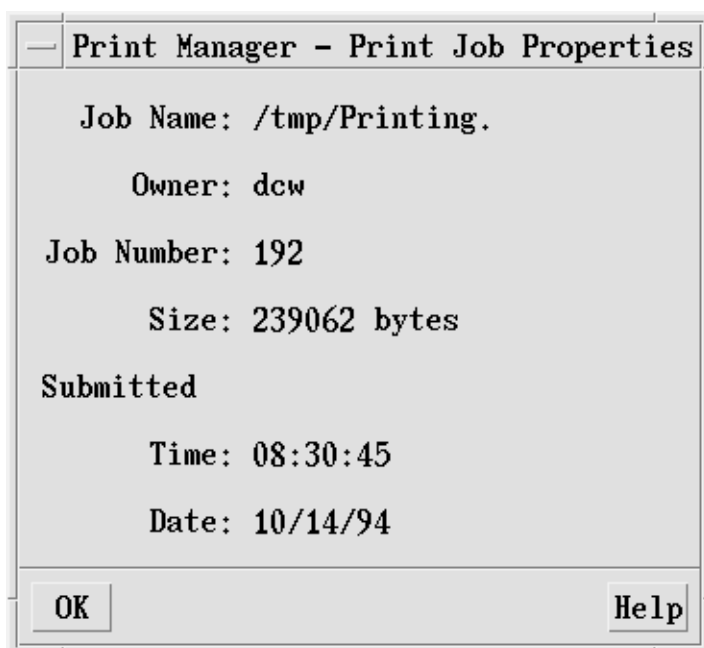 Print Manager - Print Job Properties
Job Name: /tmp/Printing.
Owner: dcw
Job Number: 192
Size: 239062 bytes
Submitted
Time: 08:30:45
Date: 10/14/94
OK Help